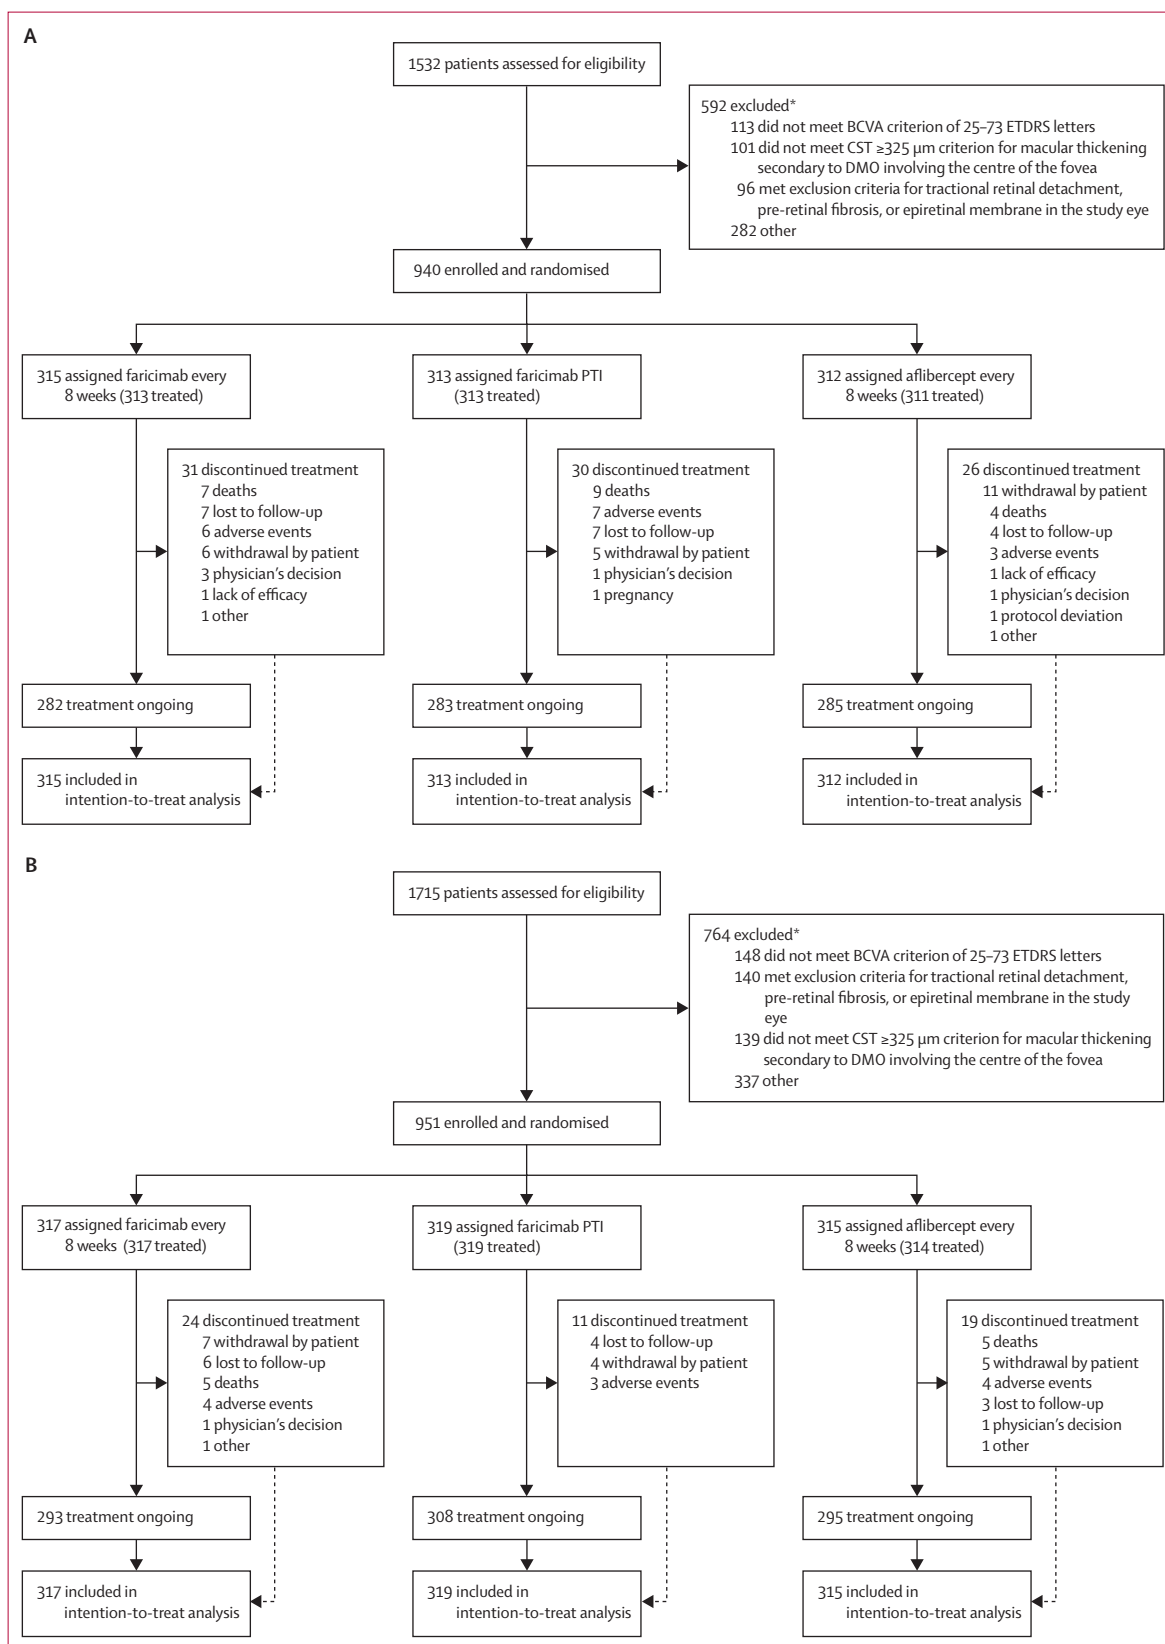 A
1532 patients assessed for eligibility
592 excluded*
113 did not meet BCVA criterion of 25–73 ETDRS letters
101 did not meet CST ≥325 μm criterion for macular thickening
secondary to DMO involving the centre of the fovea
96 met exclusion criteria for tractional retinal detachment,
pre-retinal fibrosis, or epiretinal membrane in the study eye
282 other
940 enrolled and randomised
315 assigned faricimab every
8 weeks (313 treated)
313 assigned faricimab PTI
(313 treated)
312 assigned aflibercept every
8 weeks (311 treated)
31 discontinued treatment
7 deaths
7 lost to follow-up
6 adverse events
6 withdrawal by patient
3 physician's decision
1 lack of efficacy
1 other
30 discontinued treatment
9 deaths
7 adverse events
7 lost to follow-up
5 withdrawal by patient
1 physician's decision
1 pregnancy
26 discontinued treatment
11 withdrawal by patient
4 deaths
4 lost to follow-up
3 adverse events
1 lack of efficacy
1 physician's decision
1 protocol deviation
1 other
282 treatment ongoing
283 treatment ongoing
285 treatment ongoing
315 included in
intention-to-treat analysis
313 included in
intention-to-treat analysis
312 included in
intention-to-treat analysis
B
1715 patients assessed for eligibility
764 excluded*
148 did not meet BCVA criterion of 25–73 ETDRS letters
140 met exclusion criteria for tractional retinal detachment,
pre-retinal fibrosis, or epiretinal membrane in the study
eye
139 did not meet CST ≥325 μm criterion for macular thickening
secondary to DMO involving the centre of the fovea
337 other
951 enrolled and randomised
317 assigned faricimab every
8 weeks (317 treated)
319 assigned faricimab PTI
(319 treated)
315 assigned aflibercept every
8 weeks (314 treated)
24 discontinued treatment
7 withdrawal by patient
6 lost to follow-up
5 deaths
4 adverse events
1 physician's decision
1 other
11 discontinued treatment
4 lost to follow-up
4 withdrawal by patient
3 adverse events
19 discontinued treatment
5 deaths
5 withdrawal by patient
4 adverse events
3 lost to follow-up
1 physician's decision
1 other
293 treatment ongoing
308 treatment ongoing
295 treatment ongoing
317 included in
intention-to-treat analysis
319 included in
intention-to-treat analysis
315 included in
intention-to-treat analysis